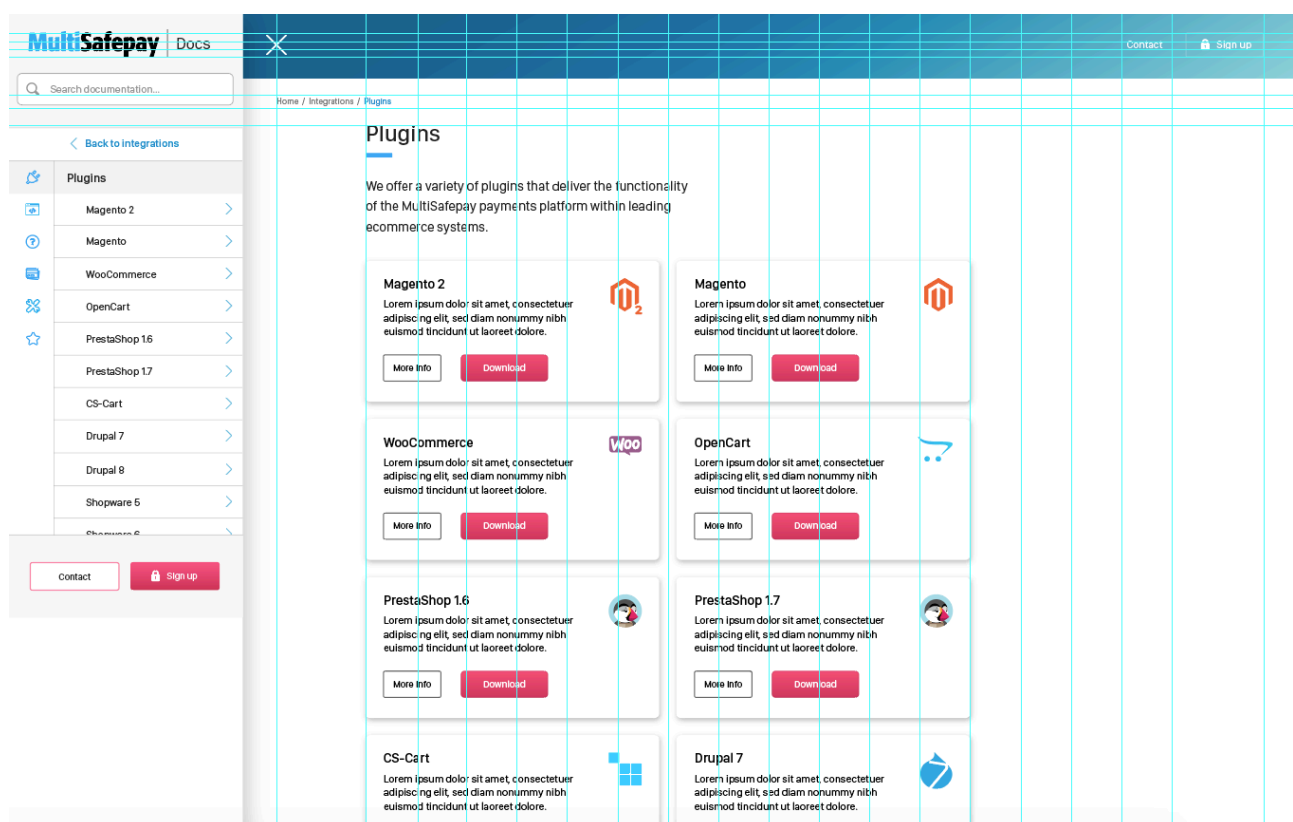 MultiSafepay Docs
Contact
Sign up
Search documentation...
Home / Integrations / Plugins
Back to integrations
Plugins
Magento 2
Magento
WooCommerce
OpenCart
PrestaShop 1.6
PrestaShop 1.7
CS-Cart
Drupal 7
Drupal 8
Shopware 5
Shopware 6
Contact
Sign up
Plugins
We offer a variety of plugins that deliver the functionality
of the MultiSafepay payments platform within leading
ecommerce systems.
Magento 2
Lorem ipsum dolor sit amet, consectetuer
adipiscing elit, sed diam nonummy nibh
euismod tincidunt ut laoreet dolore.
More Info
Download
2
Magento
Lorem ipsum dolor sit amet, consectetuer
adipiscing elit, sed diam nonummy nibh
euismod tincidunt ut laoreet dolore.
More Info
Download
WooCommerce
Lorem ipsum dolor sit amet, consectetuer
adipiscing elit, sed diam nonummy nibh
euismod tincidunt ut laoreet dolore.
More Info
Download
Woo
OpenCart
Lorem ipsum dolor sit amet, consectetuer
adipiscing elit, sed diam nonummy nibh
euismod tincidunt ut laoreet dolore.
More Info
Download
PrestaShop 1.6
Lorem ipsum dolor sit amet, consectetuer
adipiscing elit, sed diam nonummy nibh
euismod tincidunt ut laoreet dolore.
More Info
Download
PrestaShop 1.7
Lorem ipsum dolor sit amet, consectetuer
adipiscing elit, sed diam nonummy nibh
euismod tincidunt ut laoreet dolore.
More Info
Download
CS-Cart
Lorem ipsum dolor sit amet, consectetuer
adipiscing elit, sed diam nonummy nibh
euismod tincidunt ut laoreet dolore.
Drupal 7
Lorem ipsum dolor sit amet, consectetuer
adipiscing elit, sed diam nonummy nibh
euismod tincidunt ut laoreet dolore.
7